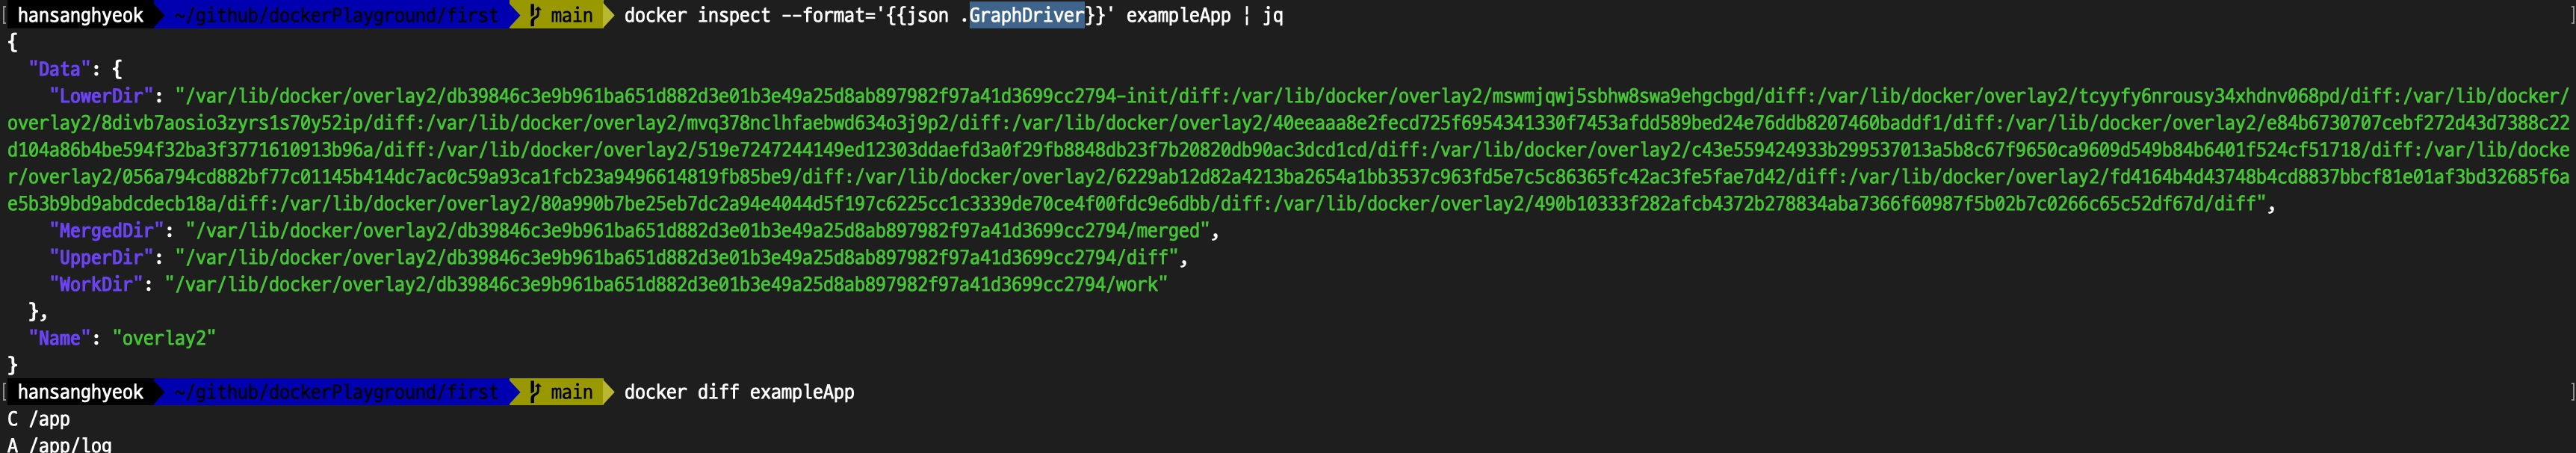 hansanghyeok ~/github/dockerPlayground/first main docker inspect --format='{{json .GraphDriver}}' exampleApp | jq
{
"Data": {
"LowerDir": "/var/lib/docker/overlay2/db39846c3e9b961ba651d882d3e01b3e49a25d8ab897982f97a41d3699cc2794-init/diff:/var/lib/docker/overlay2/mswmjqwj5sbhw8swa9ehgcbgd/diff:/var/lib/docker/overlay2/tcyyfy6nrousy34xhdnv068pd/diff:/var/lib/docker/
overlay2/8divb7aosio3zyrs1s70y52ip/diff:/var/lib/docker/overlay2/mvq378nclhfaebwd634o3j9p2/diff:/var/lib/docker/overlay2/40eeaaa8e2fecd725f6954341330f7453afdd589bed24e76ddb8207460baddf1/diff:/var/lib/docker/overlay2/e84b6730707cebf272d43d7388c22
d104a86b4be594f32ba3f3771610913b96a/diff:/var/lib/docker/overlay2/519e7247244149ed12303ddaefd3a0f29fb8848db23f7b20820db90ac3dcd1cd/diff:/var/lib/docker/overlay2/c43e559424933b299537013a5b8c67f9650ca9609d549b84b6401f524cf51718/diff:/var/lib/docke
r/overlay2/056a794cd882bf77c01145b414dc7ac0c59a93ca1fcb23a9496614819fb85be9/diff:/var/lib/docker/overlay2/6229ab12d82a4213ba2654a1bb3537c963fd5e7c5c86365fc42ac3fe5fae7d42/diff:/var/lib/docker/overlay2/fd4164b4d43748b4cd8837bbcf81e01af3bd32685f6a
e5b3b9bd9abdcdecb18a/diff:/var/lib/docker/overlay2/80a990b7be25eb7dc2a94e4044d5f197c6225cc1c3339de70ce4f00fdc9e6dbb/diff:/var/lib/docker/overlay2/490b10333f282afcb4372b278834aba7366f60987f5b02b7c0266c65c52df67d/diff",
"MergedDir": "/var/lib/docker/overlay2/db39846c3e9b961ba651d882d3e01b3e49a25d8ab897982f97a41d3699cc2794/merged",
"UpperDir": "/var/lib/docker/overlay2/db39846c3e9b961ba651d882d3e01b3e49a25d8ab897982f97a41d3699cc2794/diff",
"WorkDir": "/var/lib/docker/overlay2/db39846c3e9b961ba651d882d3e01b3e49a25d8ab897982f97a41d3699cc2794/work"
},
"Name": "overlay2"
}
hansanghyeok ~/github/dockerPlayground/first main docker diff exampleApp
C /app
A /app/log